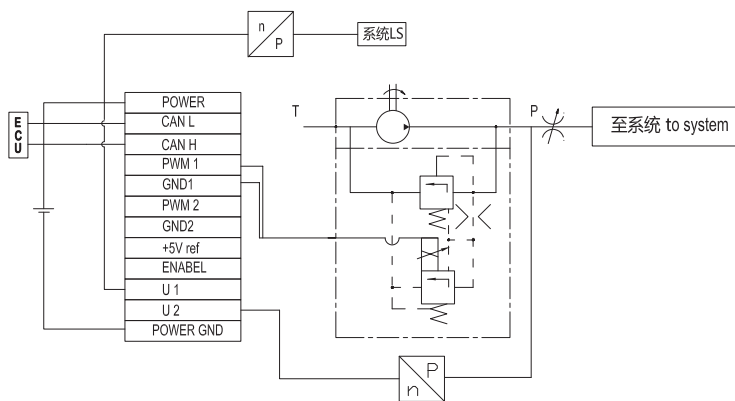 n
P
系统LS
POWER
CAN L
CAN H
PWM 1
GND1
PWM 2
GND2
+5V ref
ENABEL
U 1
U 2
POWER GND
ECU
T
P
至系统 to system
P
n